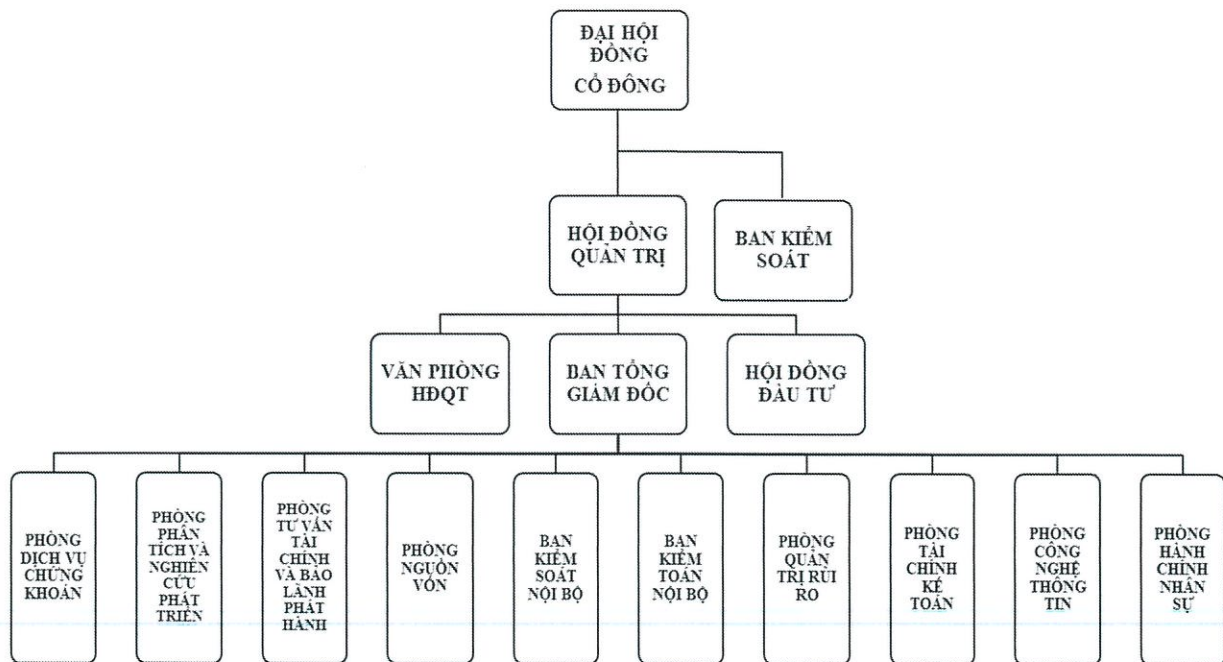 ĐẠI HỘI
ĐỒNG
CỔ ĐÔNG
HỘI ĐỒNG
QUẢN TRỊ
BAN KIỂM
SOÁT
VĂN PHÒNG
HĐQT
BAN TỔNG
GIÁM ĐỐC
HỘI ĐỒNG
ĐẦU TƯ
PHÒNG
DỊCH VỤ
CHỨNG
KHOÁN
PHÒNG
PHÂN
TÍCH VÀ
NGHIÊN
CỨU
PHÁT
TRIỂN
PHÒNG
TƯ VẤN
TÀI
CHÍNH
VÀ BẢO
LÃNH
PHÁT
HÀNH
PHÒNG
NGUỒN
VỐN
BAN
KIỂM
SOÁT
NỘI BỘ
BAN
KIỂM
TOÁN
NỘI BỘ
PHÒNG
QUẢN
TRỊ RỦI
RO
PHÒNG
TÀI
CHÍNH
KẾ
TOÁN
PHÒNG
CÔNG
NGHỆ
THÔNG
TIN
PHÒNG
HÀNH
CHÍNH
NHÂN
SỰ